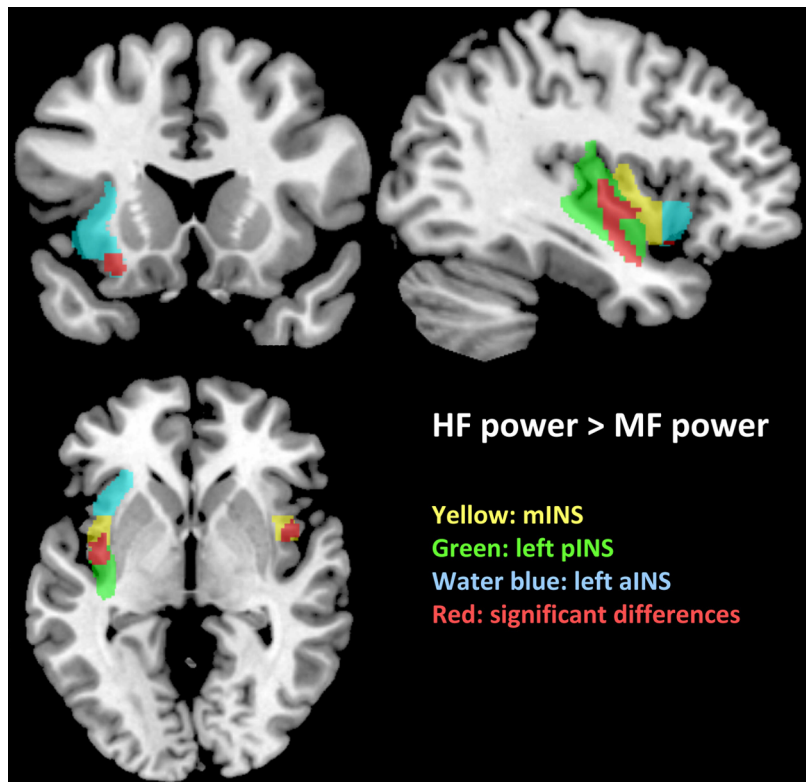 HF power > MF power
Yellow: mINS
Green: left pINS
Water blue: left aINS
Red: significant differences